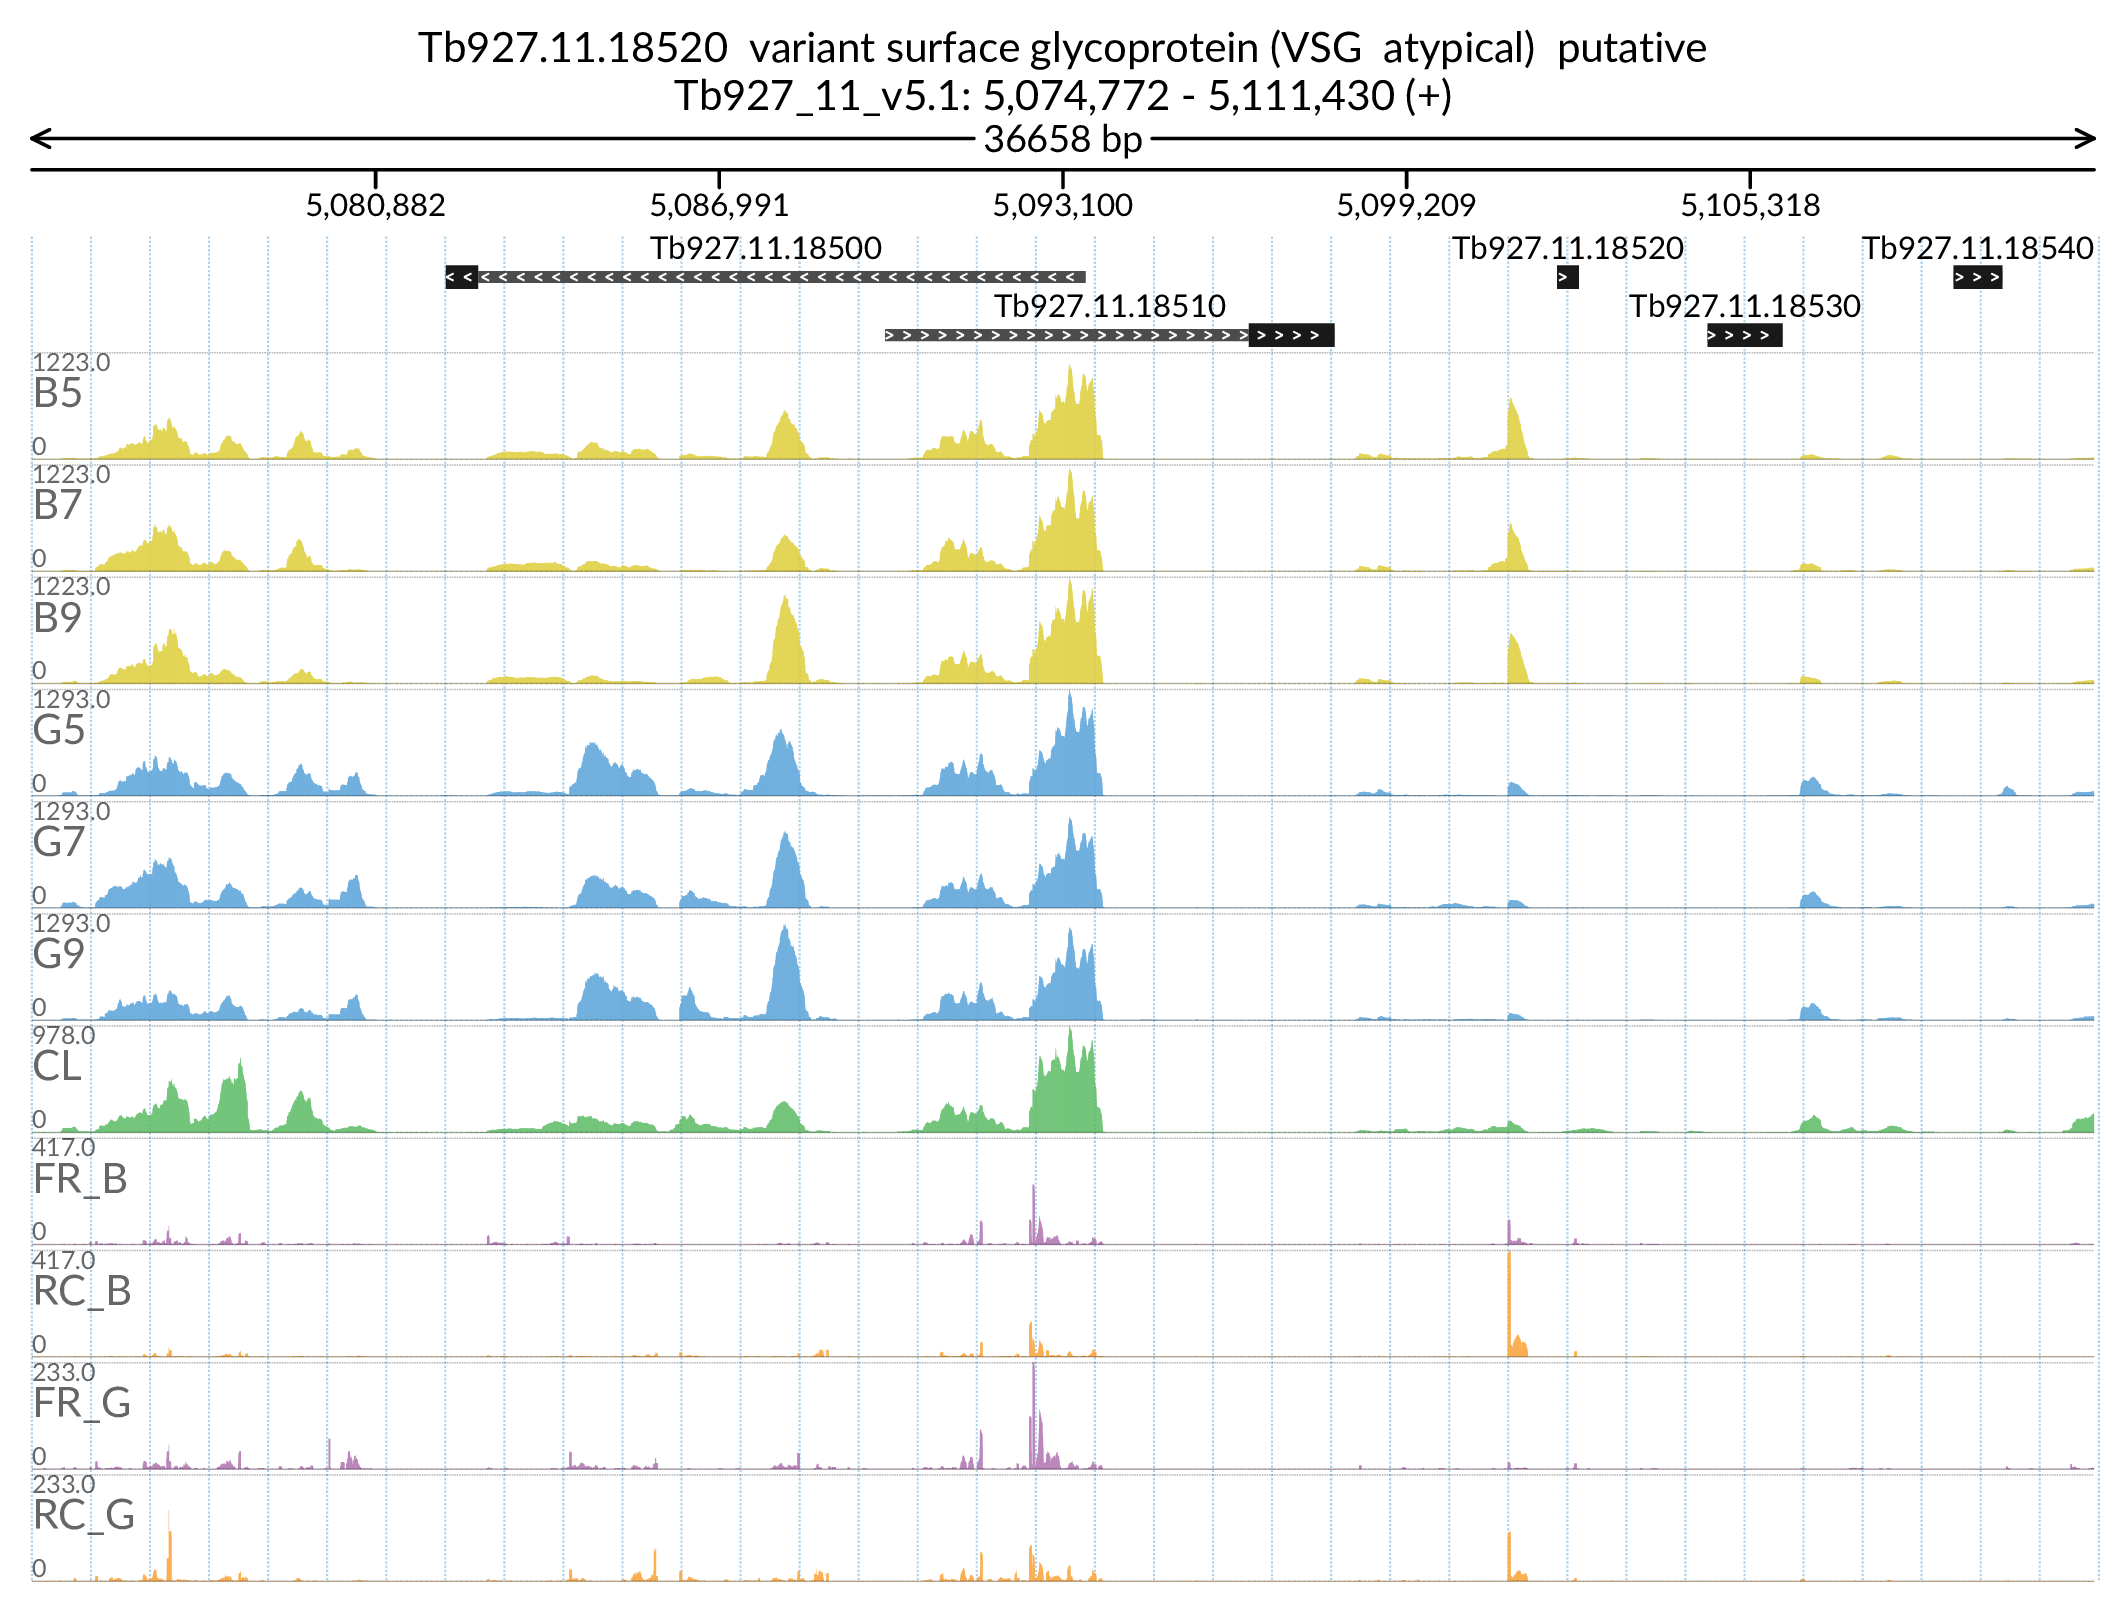 Tb927.11.18520  variant surface glycoprotein (VSG  atypical)  putative
Tb927_11_v5.1: 5,074,772 - 5,111,430 (+)
36658 bp
5,080,882 5,086,991 5,093,100 5,099,209 5,105,318
Tb927.11.18500 Tb927.11.18520 Tb927.11.18540
Tb927.11.18510 Tb927.11.18530
1223.0
B5
0
1223.0
B7
0
1223.0
B9
0
1293.0
G5
0
1293.0
G7
0
1293.0
G9
0
978.0
CL
0
417.0
FR_B
0
417.0
RC_B
0
233.0
FR_G
0
233.0
RC_G
0